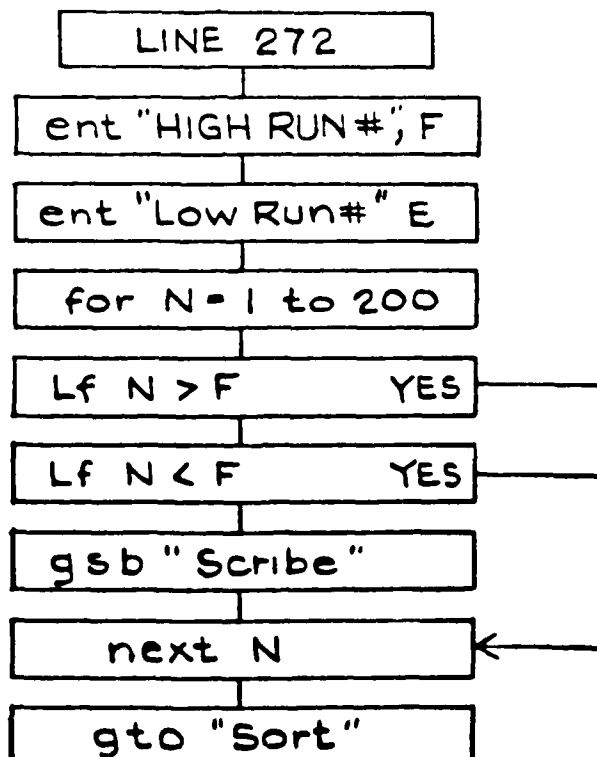 LINE 272
ent "HIGH RUN#", F
ent "Low Run#" E
for N = 1 to 200
Lf N > F YES
Lf N < F YES
gsb "Scribe"
next N
gto "Sort"